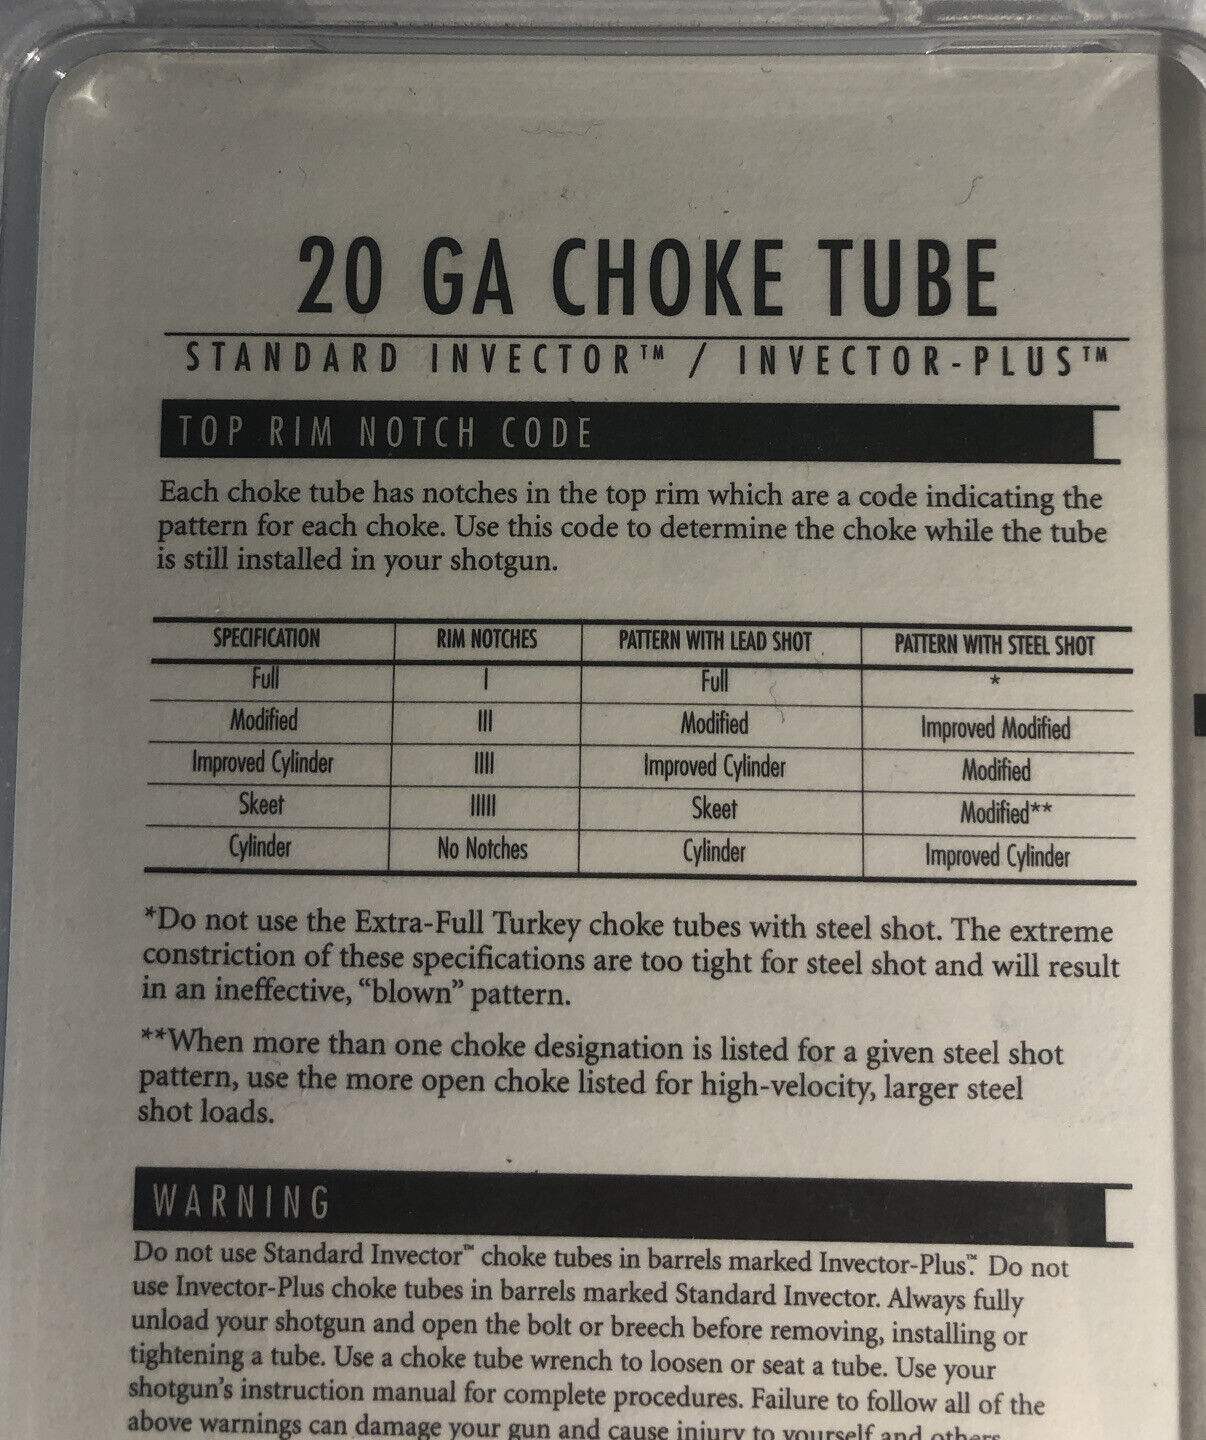 20 GA CHOKE TUBE
STANDARD INVECTOR™ / INVECTOR-PLUS™
TOP RIM NOTCH CODE
Each choke tube has notches in the top rim which are a code indicating the
pattern for each choke. Use this code to determine the choke while the tube
is still installed in your shotgun.
SPECIFICATION RIM NOTCHES PATTERN WITH LEAD SHOT PATTERN WITH STEEL SHOT
Full I Full *
Modified III Modified Improved Modified
Improved Cylinder IIII Improved Cylinder Modified
Skeet IIIII Skeet Modified**
Cylinder No Notches Cylinder Improved Cylinder
*Do not use the Extra-Full Turkey choke tubes with steel shot. The extreme
constriction of these specifications are too tight for steel shot and will result
in an ineffective, “blown” pattern.
**When more than one choke designation is listed for a given steel shot
pattern, use the more open choke listed for high-velocity, larger steel
shot loads.
WARNING
Do not use Standard Invector™ choke tubes in barrels marked Invector-Plus™. Do not
use Invector-Plus choke tubes in barrels marked Standard Invector. Always fully
unload your shotgun and open the bolt or breech before removing, installing or
tightening a tube. Use a choke tube wrench to loosen or seat a tube. Use your
shotgun’s instruction manual for complete procedures. Failure to follow all of the
above warnings can damage your gun and cause injury to yourself and others.